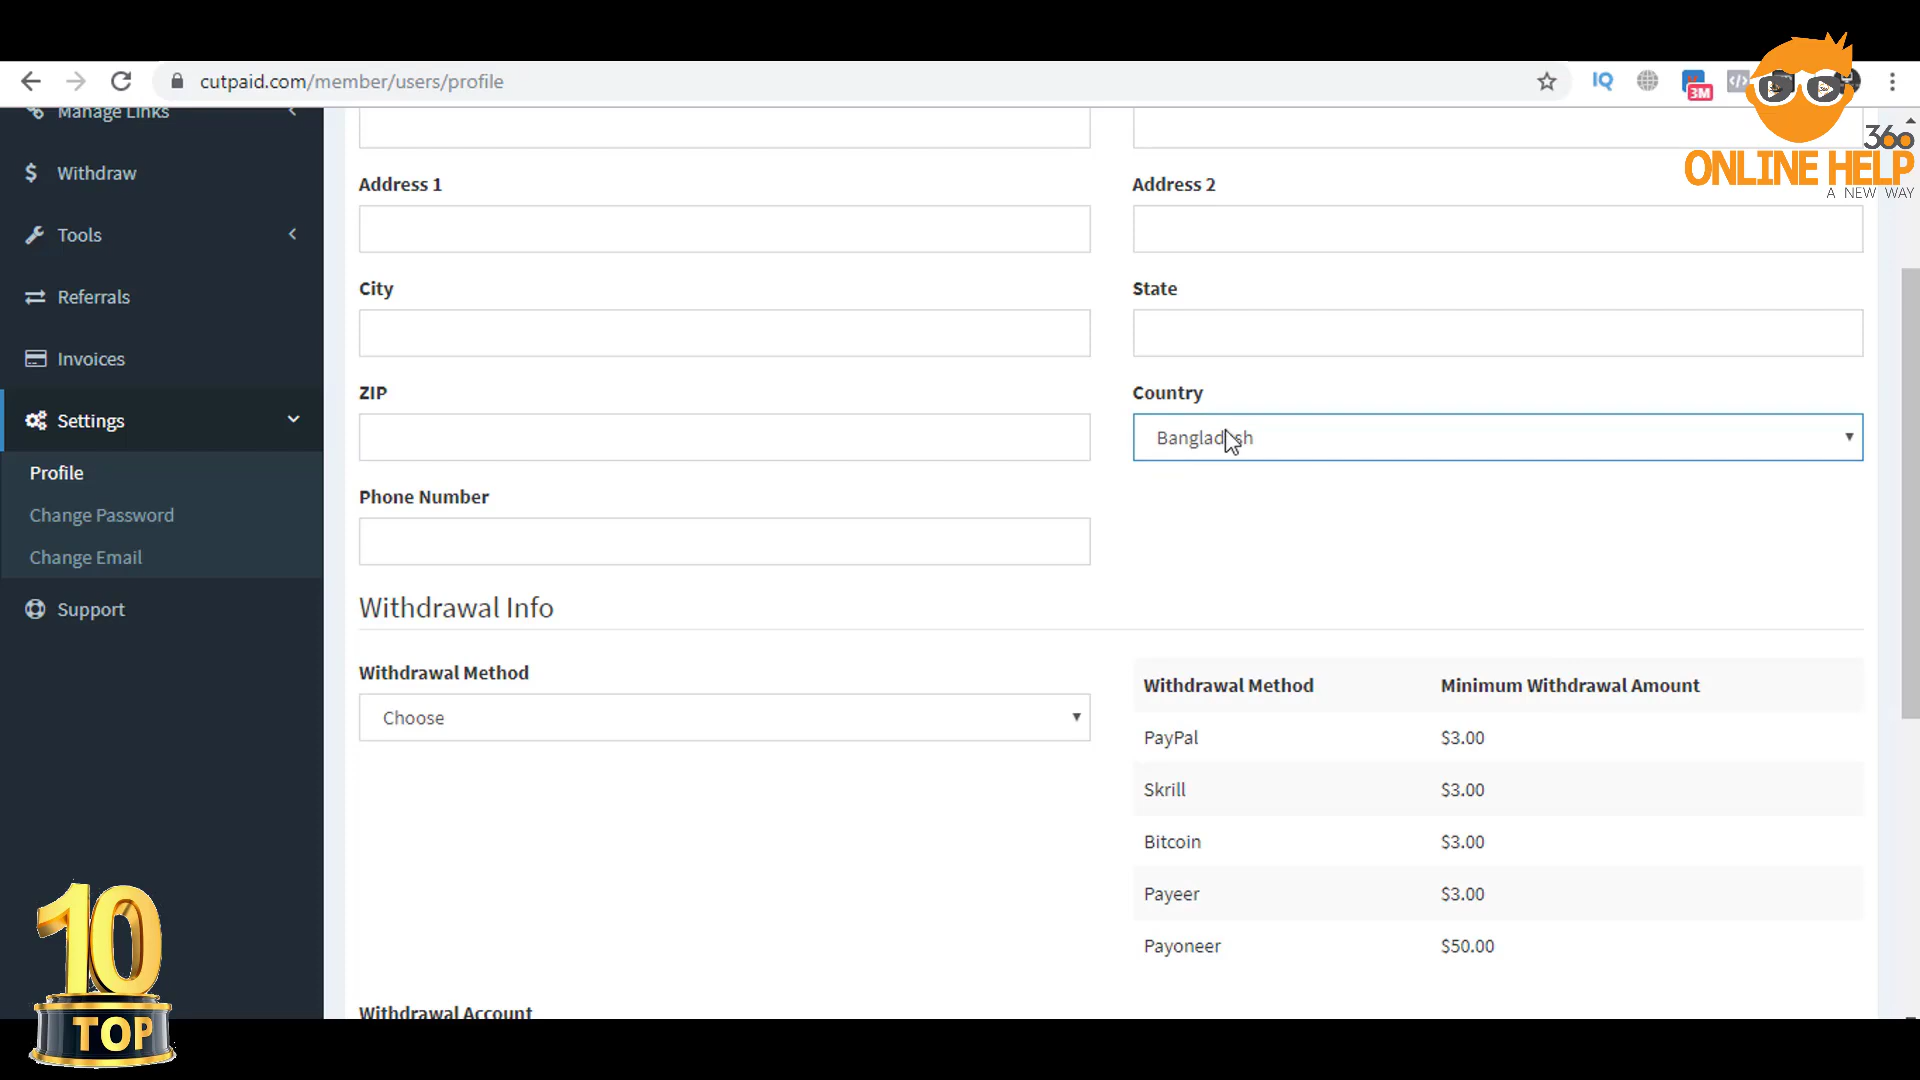 cutpaid.com/member/users/profile
IQ
3M
360
ONLINE HELP
A NEW WAY
Manage Links
Withdraw
Tools
Referrals
Invoices
Settings
Profile
Change Password
Change Email
Support
Address 1
Address 2
City
State
ZIP
Country
Bangladesh
Phone Number
Withdrawal Info
Withdrawal Method
Choose
Withdrawal Method Minimum Withdrawal Amount
PayPal $3.00
Skrill $3.00
Bitcoin $3.00
Payeer $3.00
Payoneer $50.00
Withdrawal Account
10
TOP